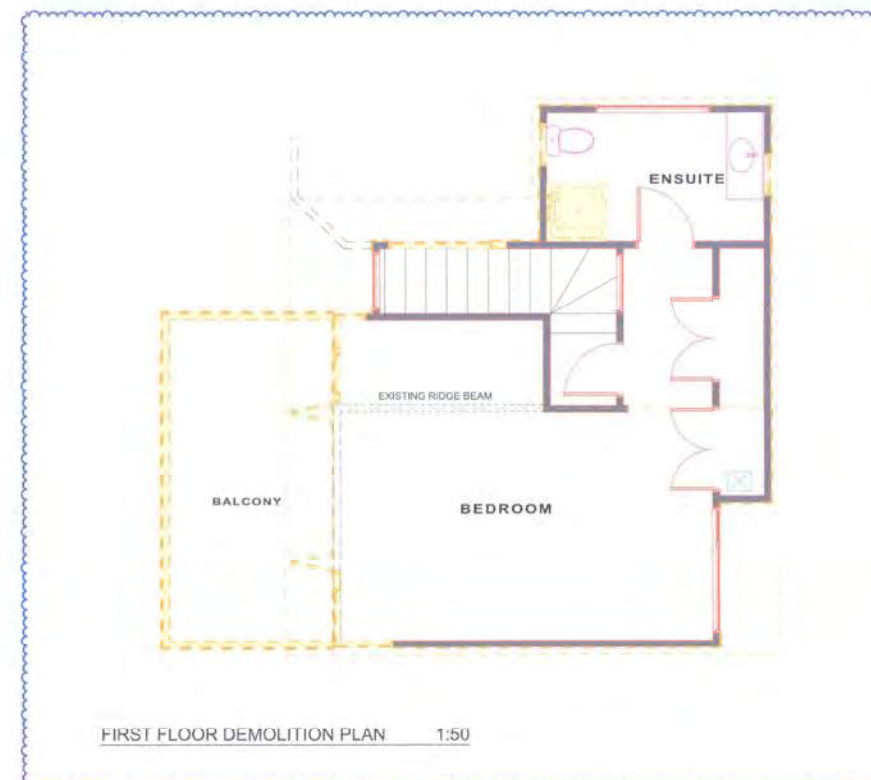 ENSUITE
EXISTING RIDGE BEAM
BALCONY
BEDROOM
FIRST FLOOR DEMOLITION PLAN 1:50